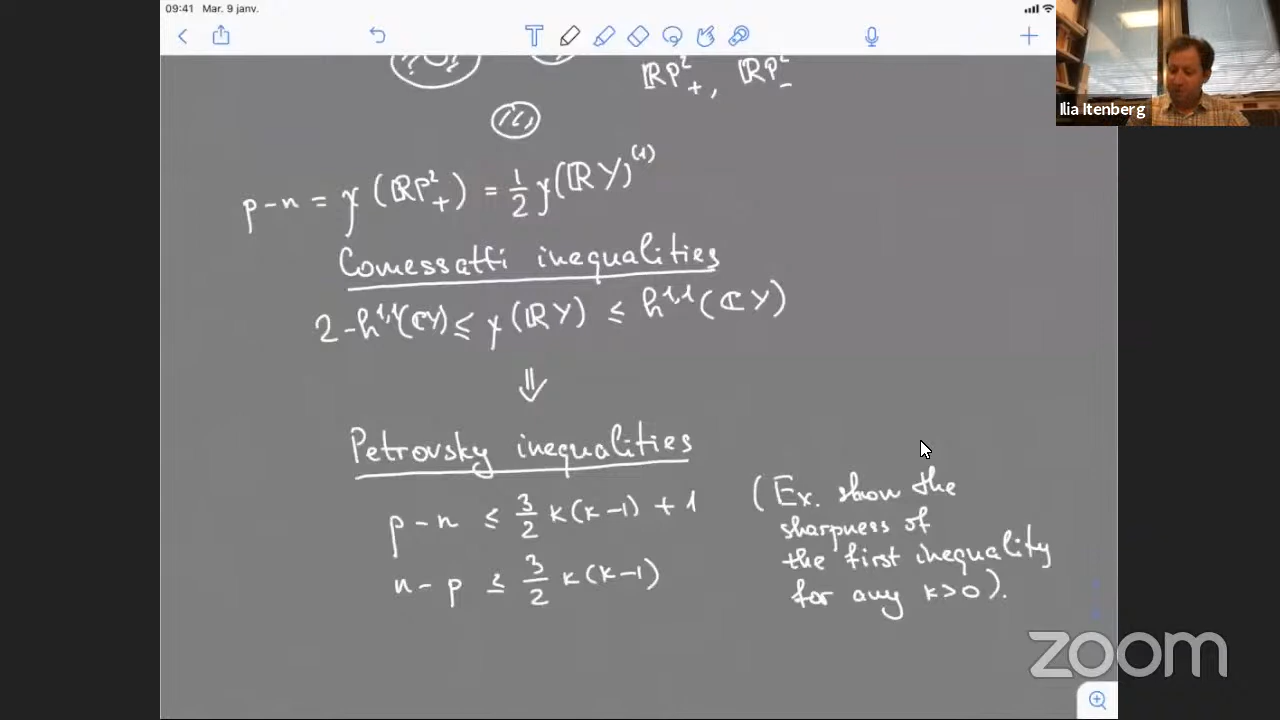 09:41 Mar. 9 janv.
Ilia Itenberg
ℝP²₊, ℝP²₋
p-n = χ(ℝP²₊) = 1/2 χ(ℝY)⁽¹⁾
Comessatti inequalities
2-h¹,¹(ℂY) ≤ χ(ℝY) ≤ h¹,¹(ℂY)
⇓
Petrovsky inequalities
p-n ≤ 3/2 k(k-1) + 1
n-p ≤ 3/2 k(k-1)
(Ex. show the
sharpness of
the first inequality
for any k>0).
zoom